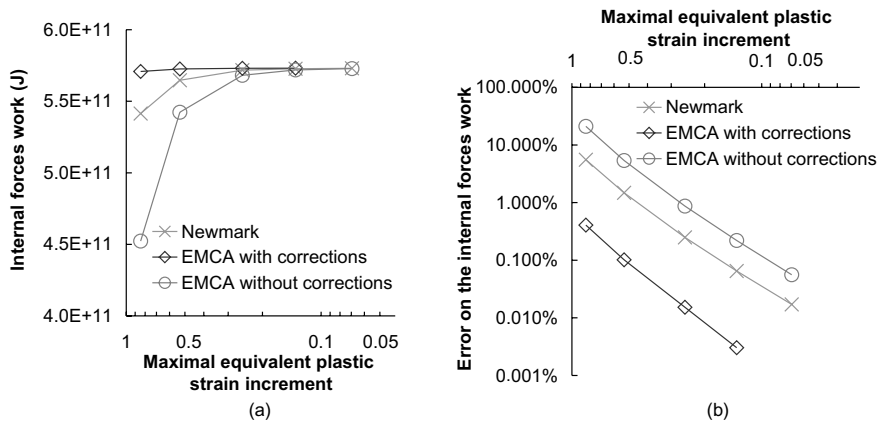 6.0E+11
5.5E+11
5.0E+11
4.5E+11
4.0E+11
Internal forces work (J)
Newmark
EMCA with corrections
EMCA without corrections
1
0.5
0.1
0.05
Maximal equivalent plastic
strain increment
(a)
Maximal equivalent plastic
strain increment
1
0.5
0.1
0.05
100.000%
10.000%
1.000%
0.100%
0.010%
0.001%
Error on the internal forces work
Newmark
EMCA with corrections
EMCA without corrections
(b)